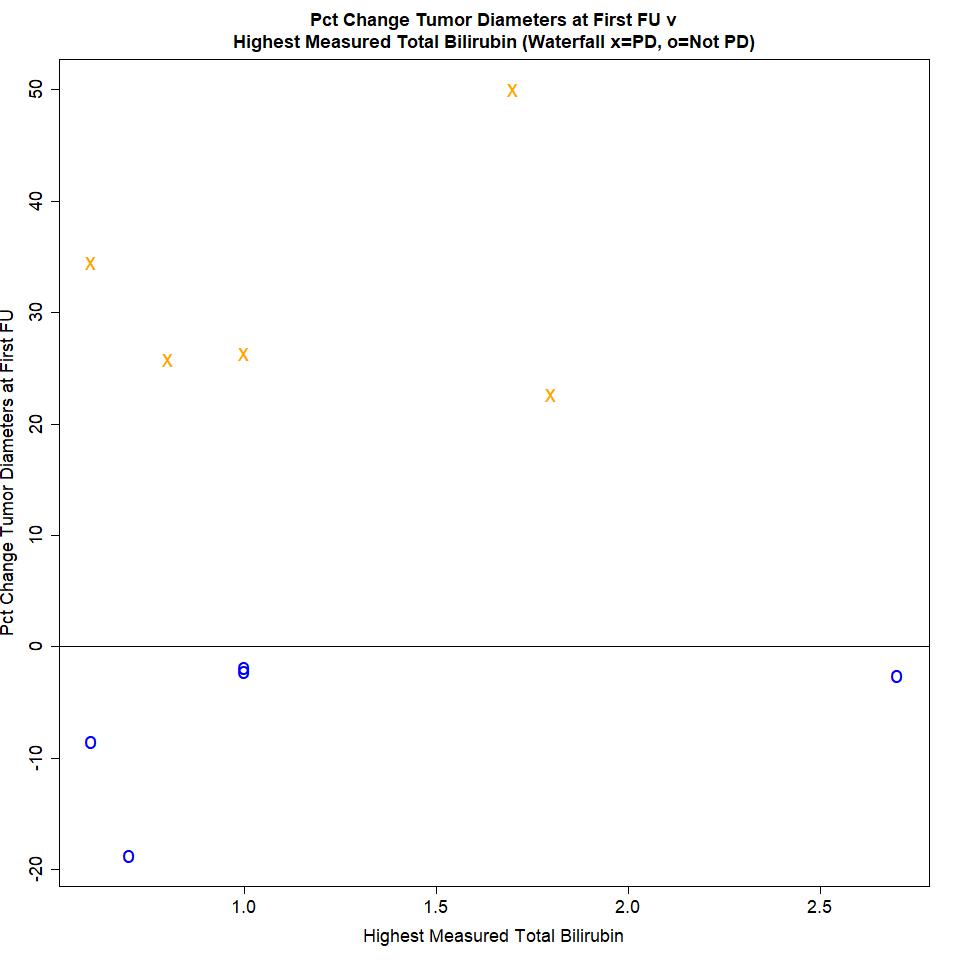 Pct Change Tumor Diameters at First FU v
Highest Measured Total Bilirubin (Waterfall x=PD, o=Not PD)
Pct Change Tumor Diameters at First FU
50
40
30
20
10
0
-10
-20
X
X
X
X
X
O
O
O
O
O
1.0
1.5
2.0
2.5
Highest Measured Total Bilirubin